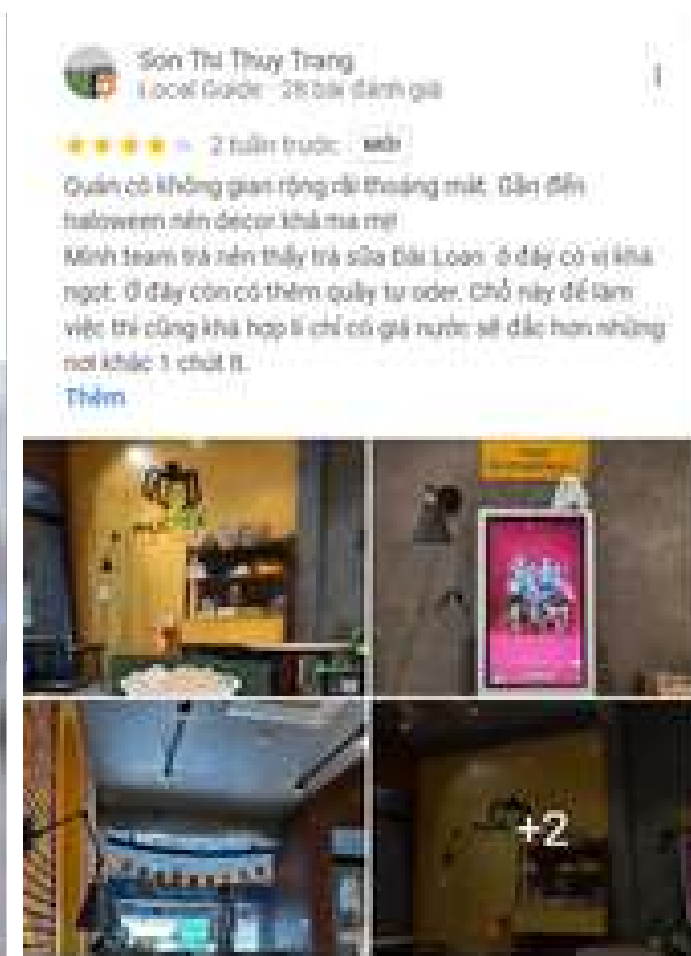 Son Thi Thuy Trang
Local Guide · 28 bài đánh giá
2 tuần trước MỚI
Quán có không gian rộng rãi thoáng mát. Gần đến
haloween nên decor khá ma mị!
Mình team trà nên thấy trà sữa Đài Loan ở đây có vị khá
ngọt. Ở đây còn có thêm quầy tự oder. Chỗ này để làm
việc thì cũng khá hợp lí chỉ có giá nước sẽ đắc hơn những
nơi khác 1 chút ít.
Thêm
+2